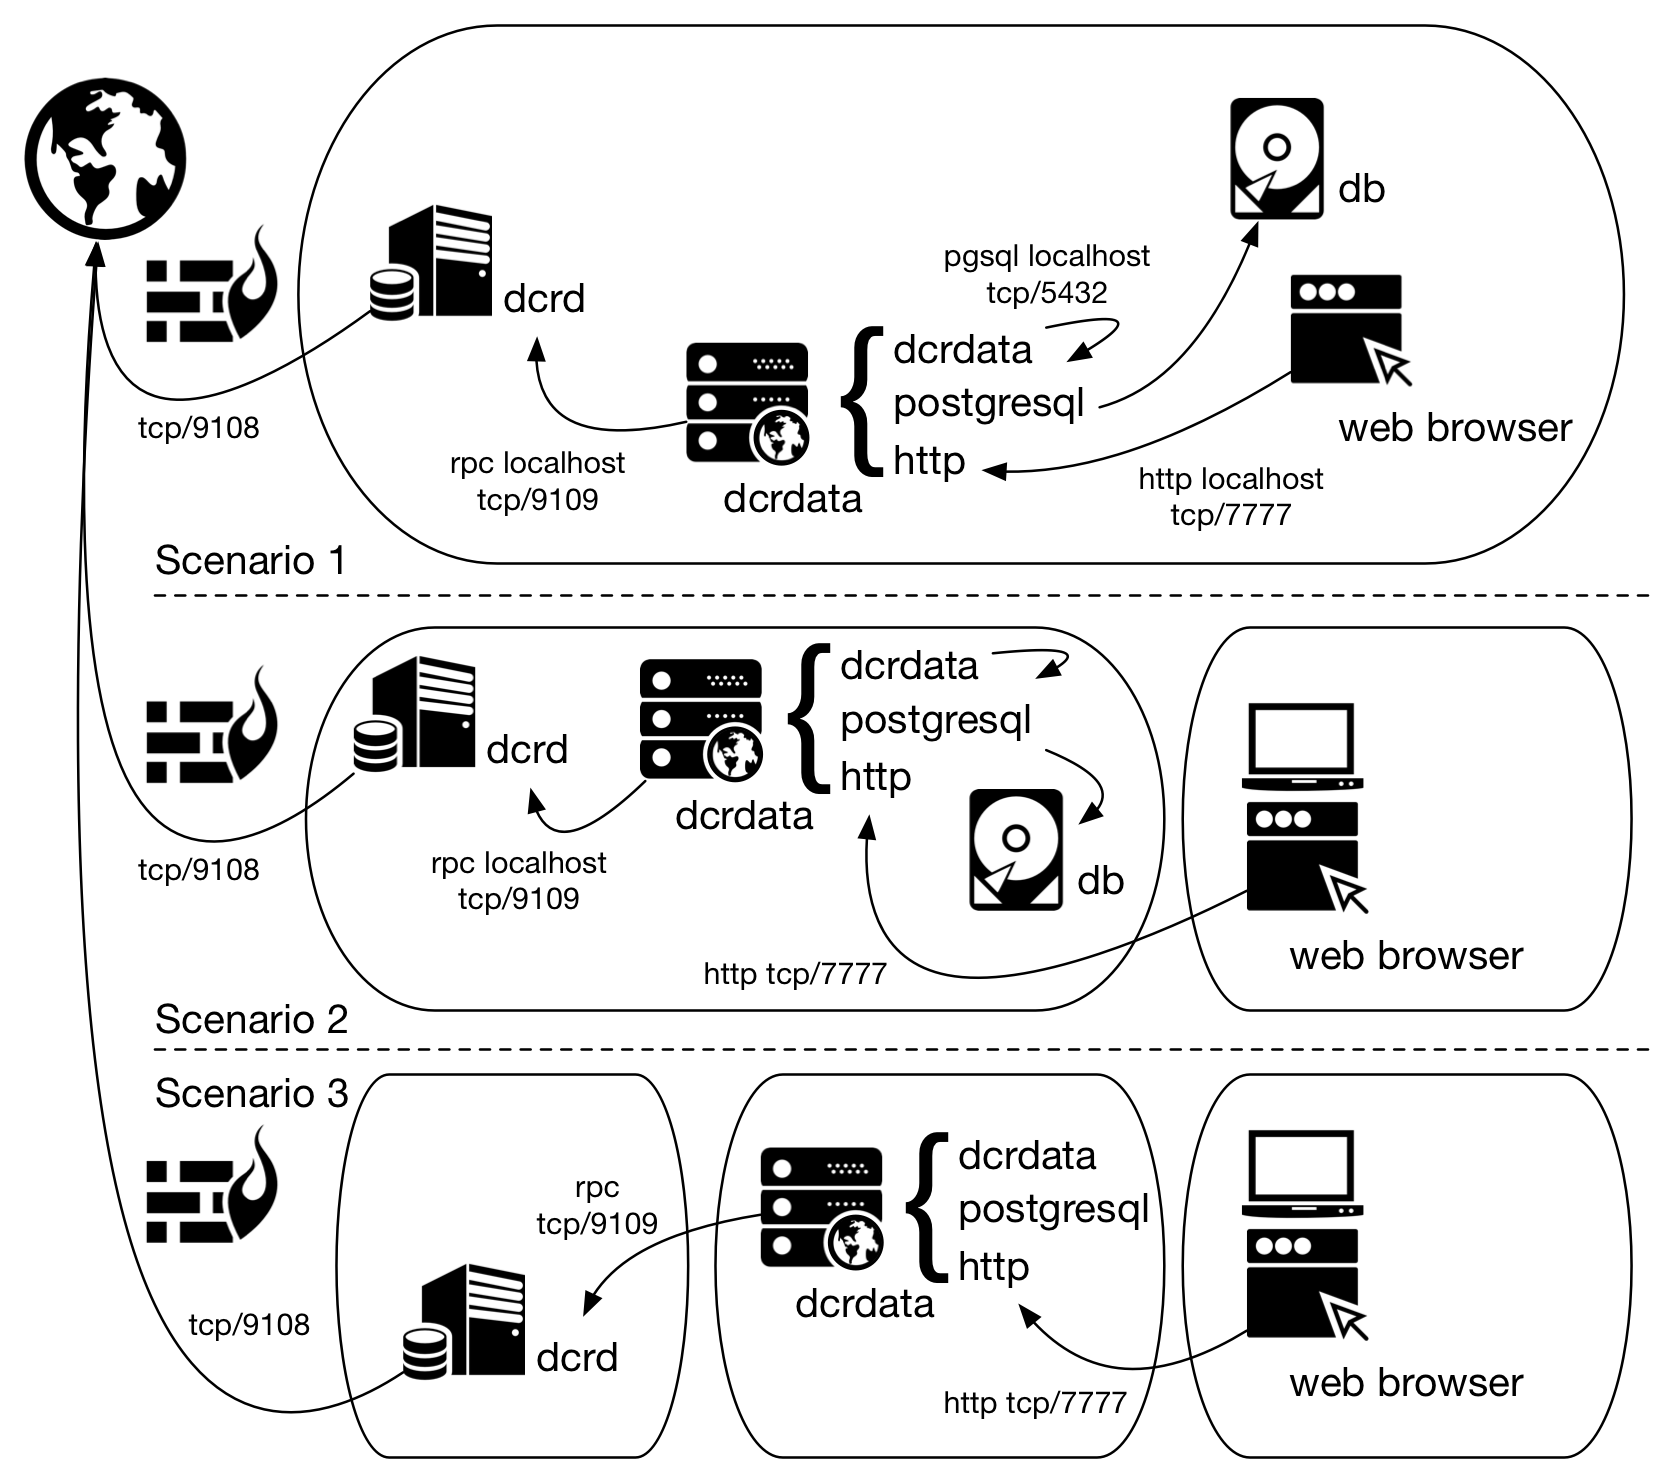 db
pgsql localhost
tcp/5432
dcrd
dcrdata
postgresql
http
web browser
tcp/9108
rpc localhost
tcp/9109
dcrdata
http localhost
tcp/7777
Scenario 1
dcrdata
postgresql
http
dcrd
dcrdata
tcp/9108
rpc localhost
tcp/9109
db
web browser
http tcp/7777
Scenario 2
Scenario 3
rpc
tcp/9109
dcrdata
postgresql
http
dcrdata
tcp/9108
dcrd
web browser
http tcp/7777